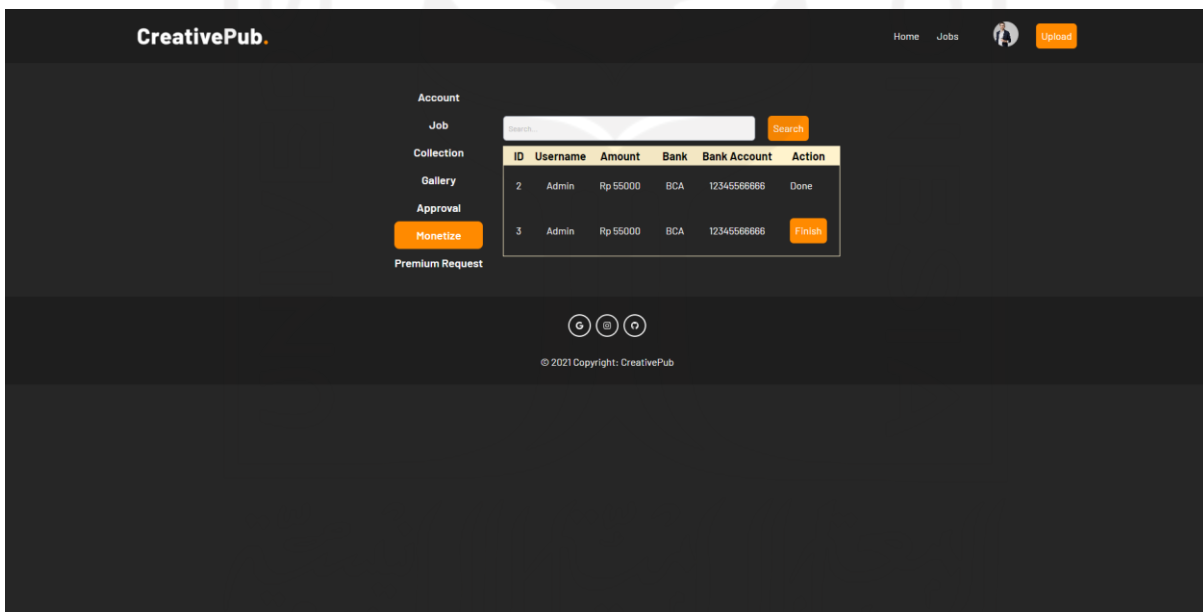 CreativePub.
Home Jobs Upload
Account
Job
Collection
Gallery
Approval
Monetize
Premium Request
Search... Search
ID Username Amount Bank Bank Account Action
2 Admin Rp 55000 BCA 12345566666 Done
3 Admin Rp 55000 BCA 12345566666 Finish
© 2021 Copyright: CreativePub